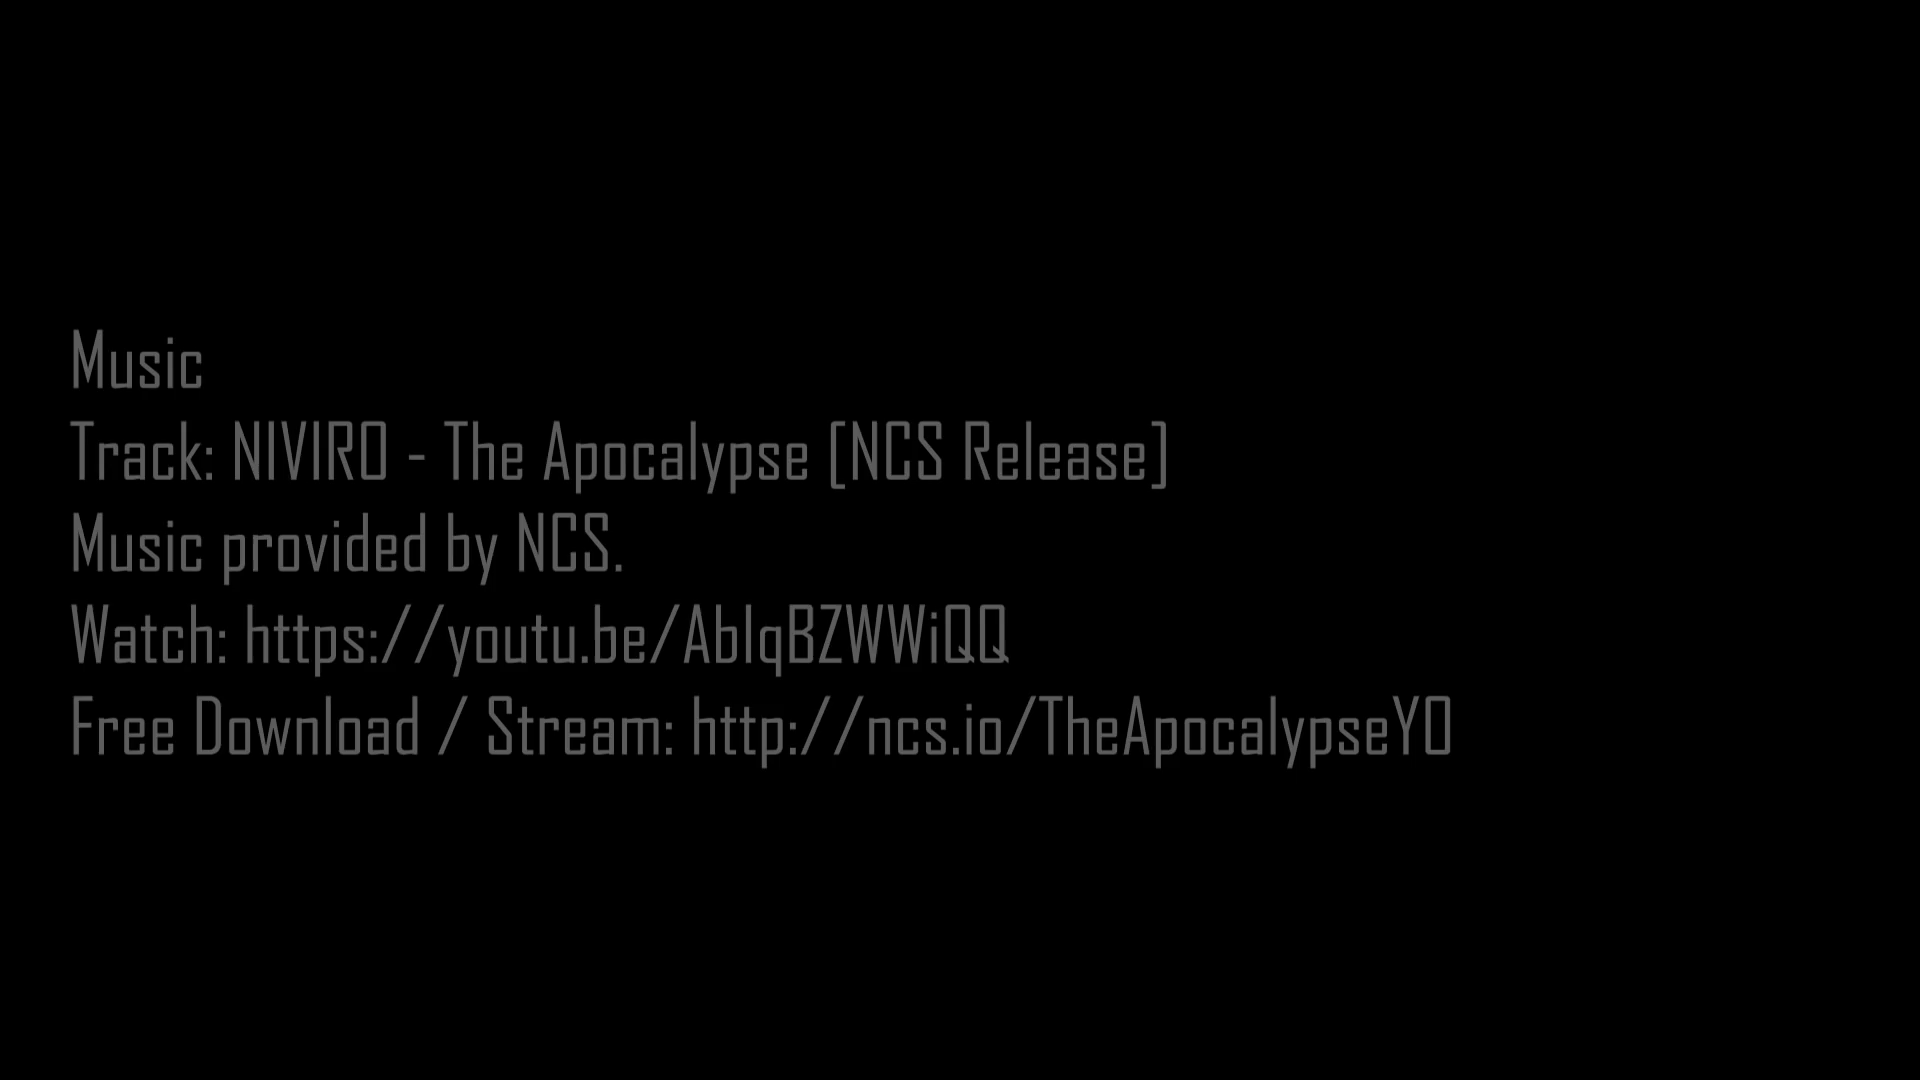 Music
Track: NIVIRO - The Apocalypse [NCS Release]
Music provided by NCS.
Watch: https://youtu.be/AbIqBZWWiQQ
Free Download / Stream: http://ncs.io/TheApocalypseYO